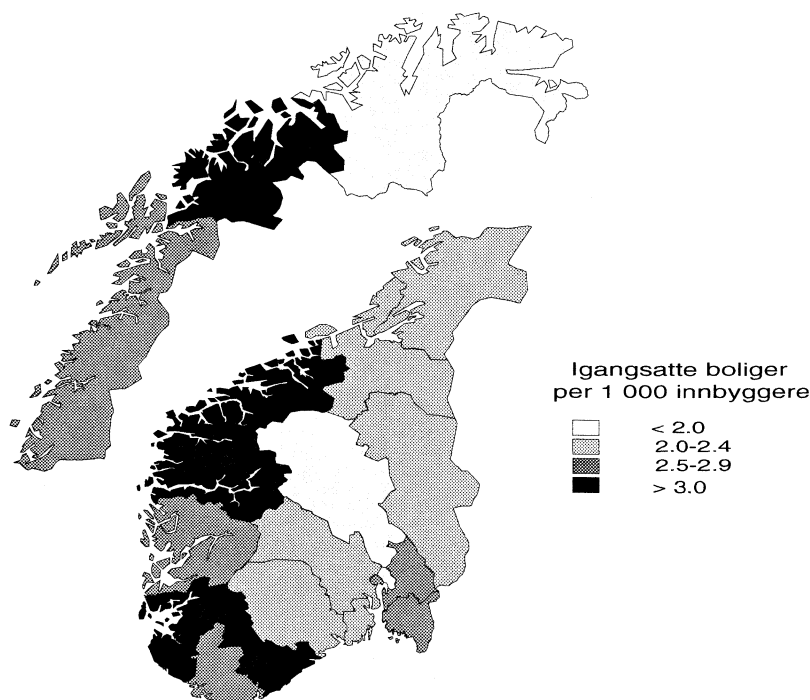 Igangsatte boliger
per 1 000 innbyggere
< 2.0
2.0-2.4
2.5-2.9
> 3.0